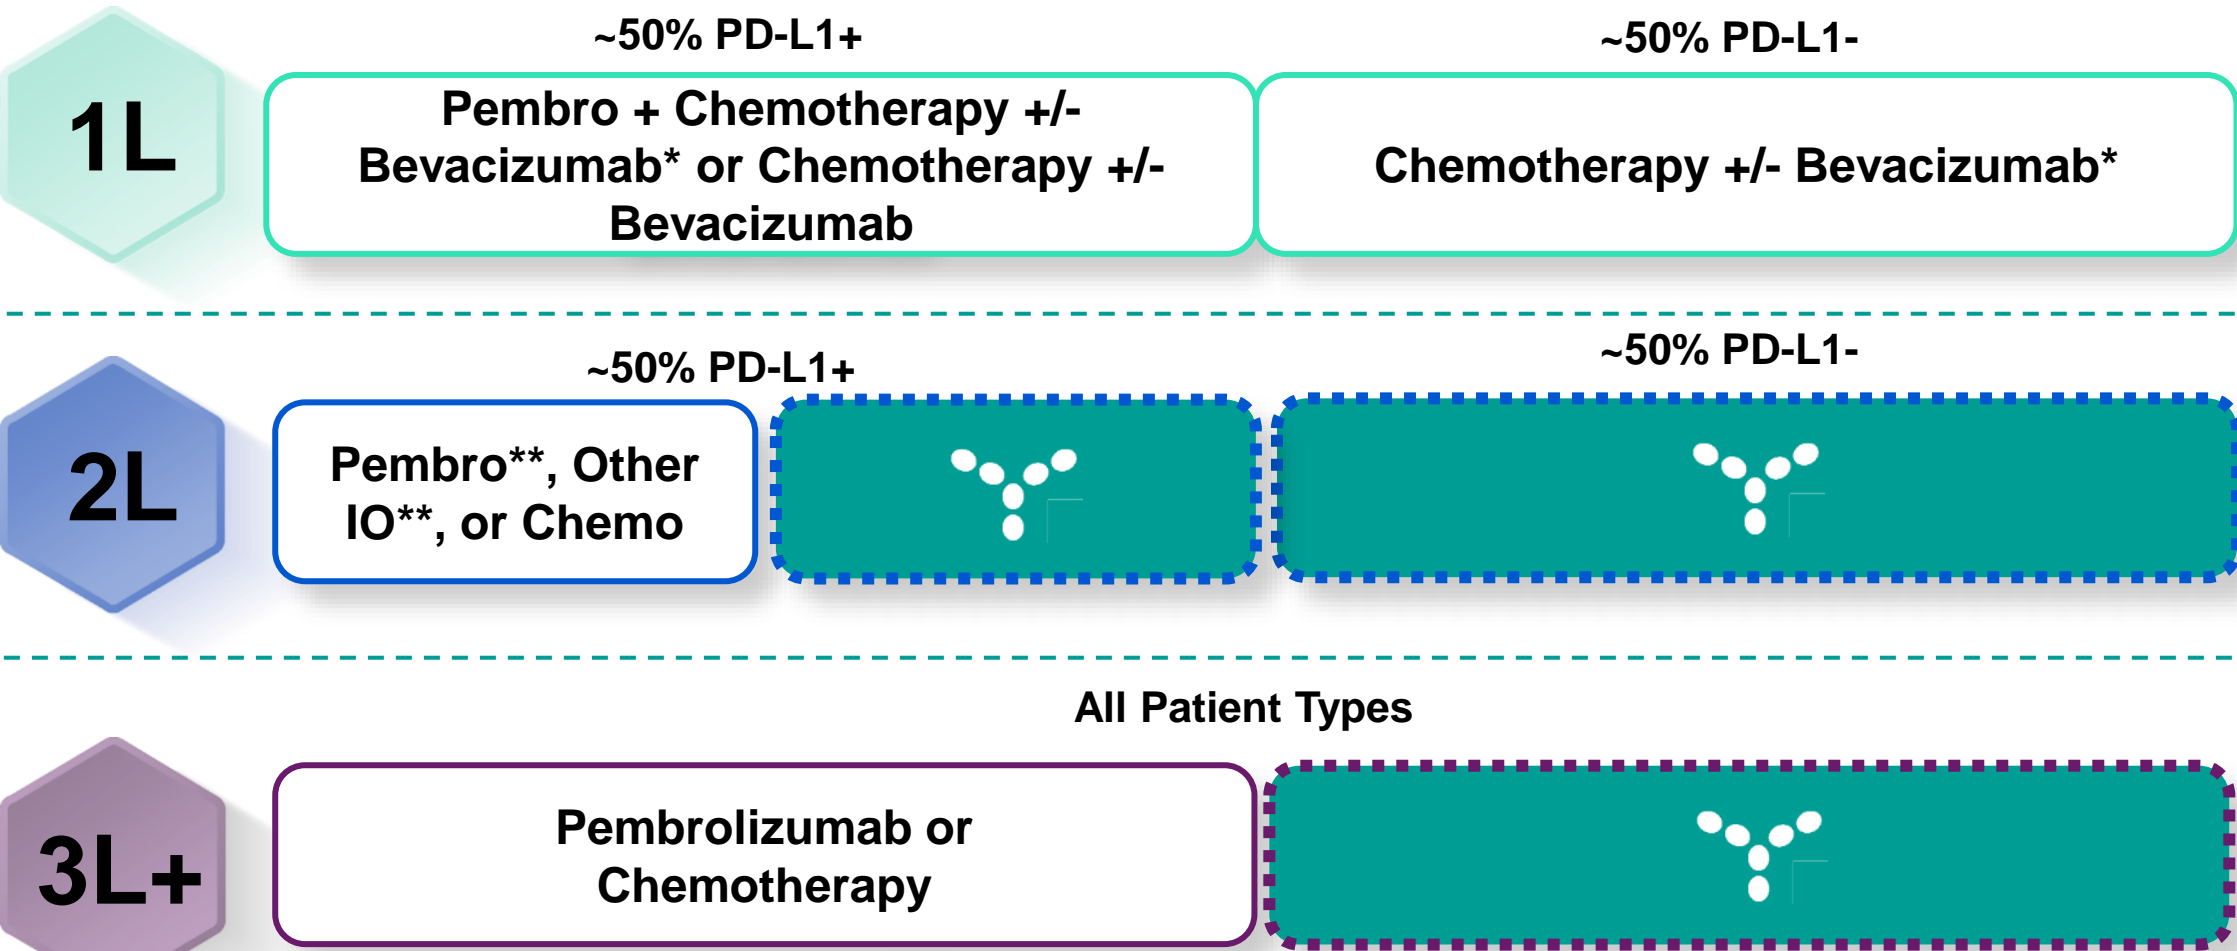 ~50% PD-L1+
~50% PD-L1-
1L
Pembro + Chemotherapy +/-
Bevacizumab* or Chemotherapy +/-
Bevacizumab
Chemotherapy +/- Bevacizumab*
~50% PD-L1+
~50% PD-L1-
2L
Pembro**, Other
IO**, or Chemo
All Patient Types
3L+
Pembrolizumab or
Chemotherapy